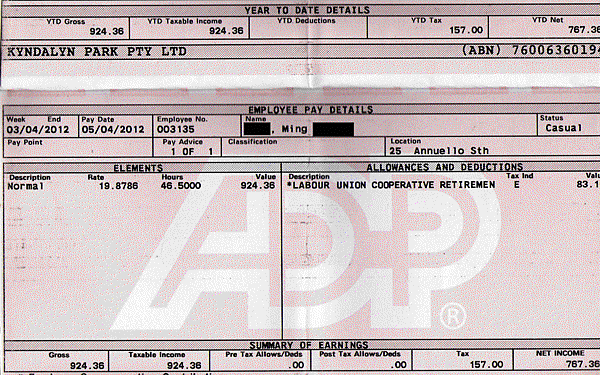 YEAR TO DATE DETAILS
YTD Gross YTD Taxable Income YTD Deductions YTD Tax YTD Net
924.36 924.36 157.00 767.36
KYNDALYN PARK PTY LTD (ABN) 76006360194
EMPLOYEE PAY DETAILS
Week End Pay Date Employee No. Name Status
03/04/2012 05/04/2012 003135 , Ming Casual
Pay Point Pay Advice Classification Location
1 OF 1 25 Annuello Sth
ELEMENTS ALLOWANCES AND DEDUCTIONS
Description Rate Hours Value Description Tax Ind Valu
Normal 19.8786 46.5000 924.36 *LABOUR UNION COOPERATIVE RETIREMEN E 83.1
ADP®
SUMMARY OF EARNINGS
Gross Taxable Income Pre Tax Allows/Deds Post Tax Allows/Deds Tax NET INCOME
924.36 924.36 .00 .00 157.00 767.36